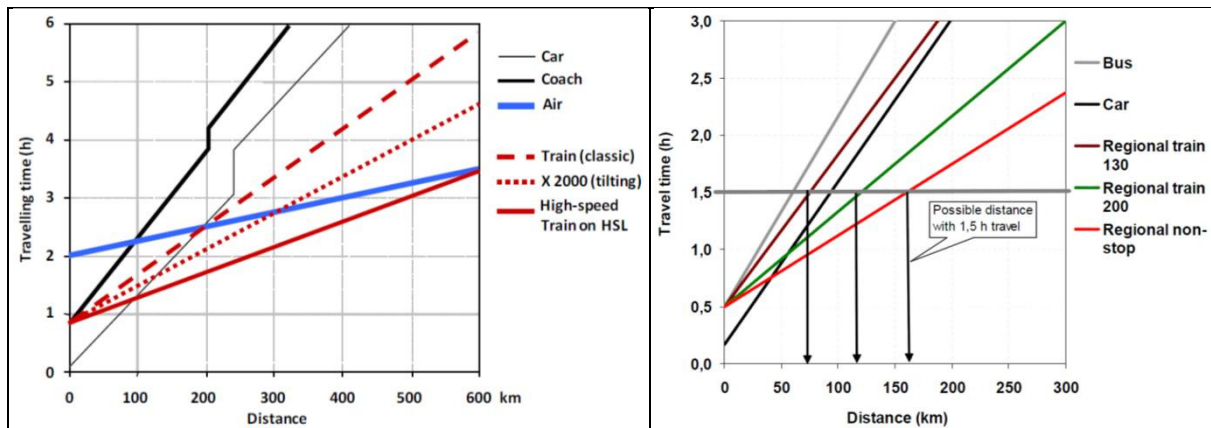 6
5
4
3
2
1
0
Travelling time (h)
0 100 200 300 400 500 600 km
Distance
Car
Coach
Air
Train (classic)
X 2000 (tilting)
High-speed
Train on HSL
3,0
2,5
2,0
1,5
1,0
0,5
0,0
Travel time (h)
0 50 100 150 200 250 300
Distance (km)
Possible distance
with 1,5 h travel
Bus
Car
Regional train
130
Regional train
200
Regional non-
stop